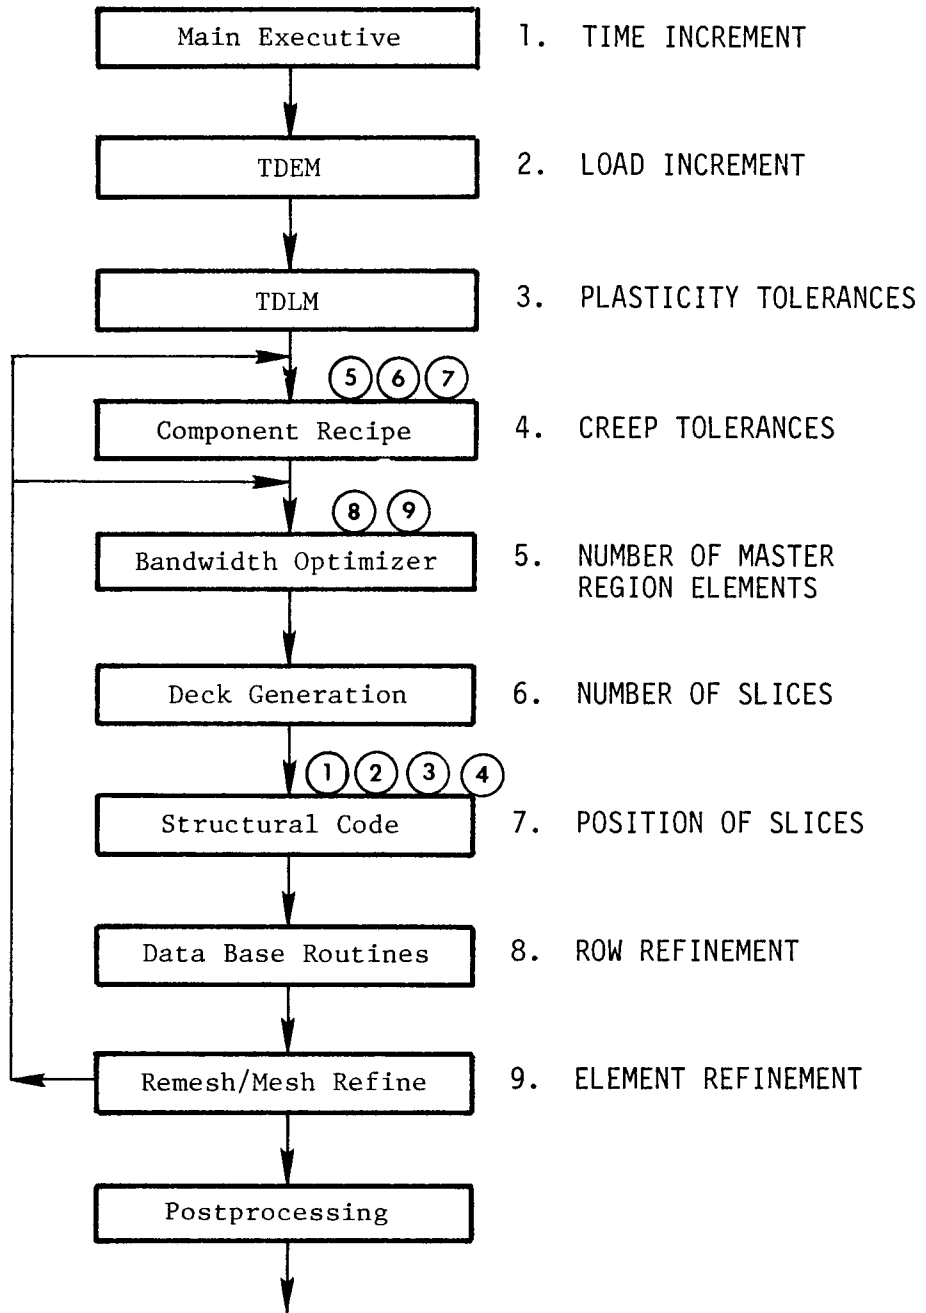 Main Executive
1. TIME INCREMENT
TDEM
2. LOAD INCREMENT
TDLM
3. PLASTICITY TOLERANCES
5 6 7
Component Recipe
4. CREEP TOLERANCES
8 9
Bandwidth Optimizer
5. NUMBER OF MASTER
REGION ELEMENTS
Deck Generation
6. NUMBER OF SLICES
1 2 3 4
Structural Code
7. POSITION OF SLICES
Data Base Routines
8. ROW REFINEMENT
Remesh/Mesh Refine
9. ELEMENT REFINEMENT
Postprocessing